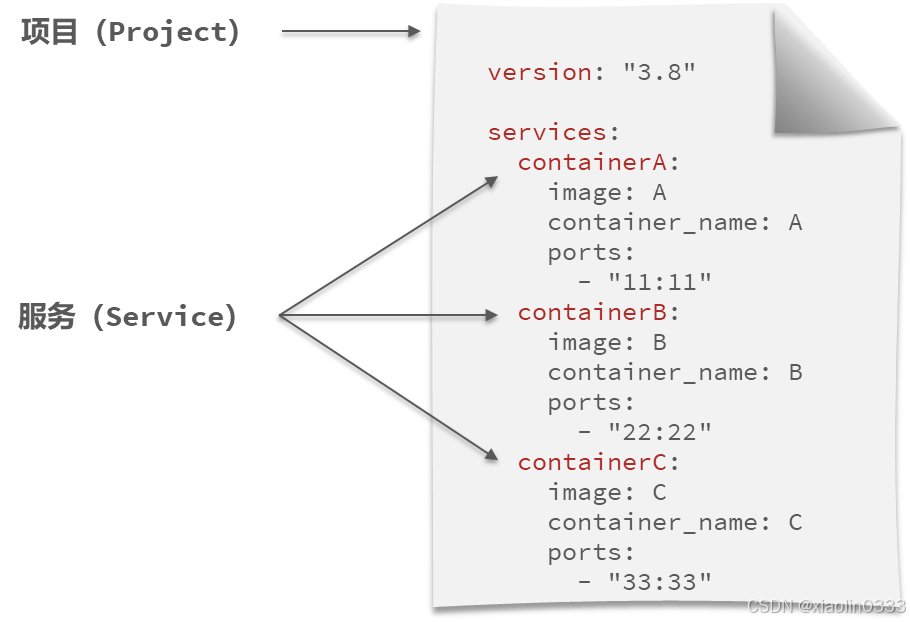 项目（Project）
version: "3.8"
services:
  containerA:
    image: A
    container_name: A
    ports:
      - "11:11"
服务（Service）
  containerB:
    image: B
    container_name: B
    ports:
      - "22:22"
  containerC:
    image: C
    container_name: C
    ports:
      - "33:33"
CSDN @xiaolin0333